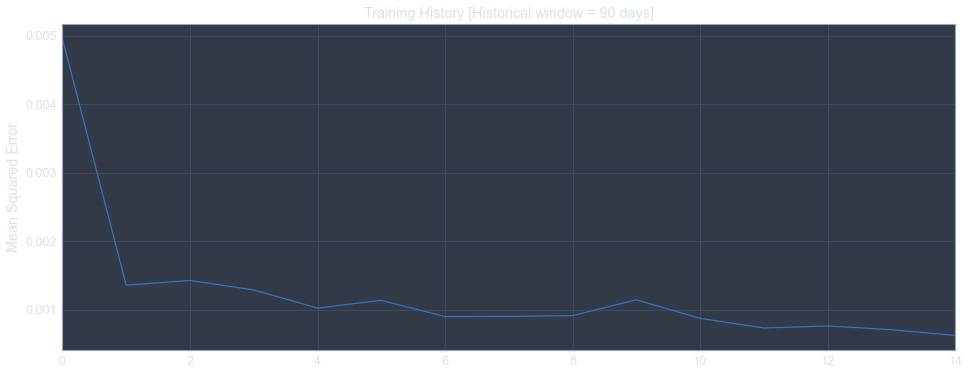 Training History [Historical window = 90 days]
Mean Squared Error
0.005
0.004
0.003
0.002
0.001
0 2 4 6 8 10 12 14